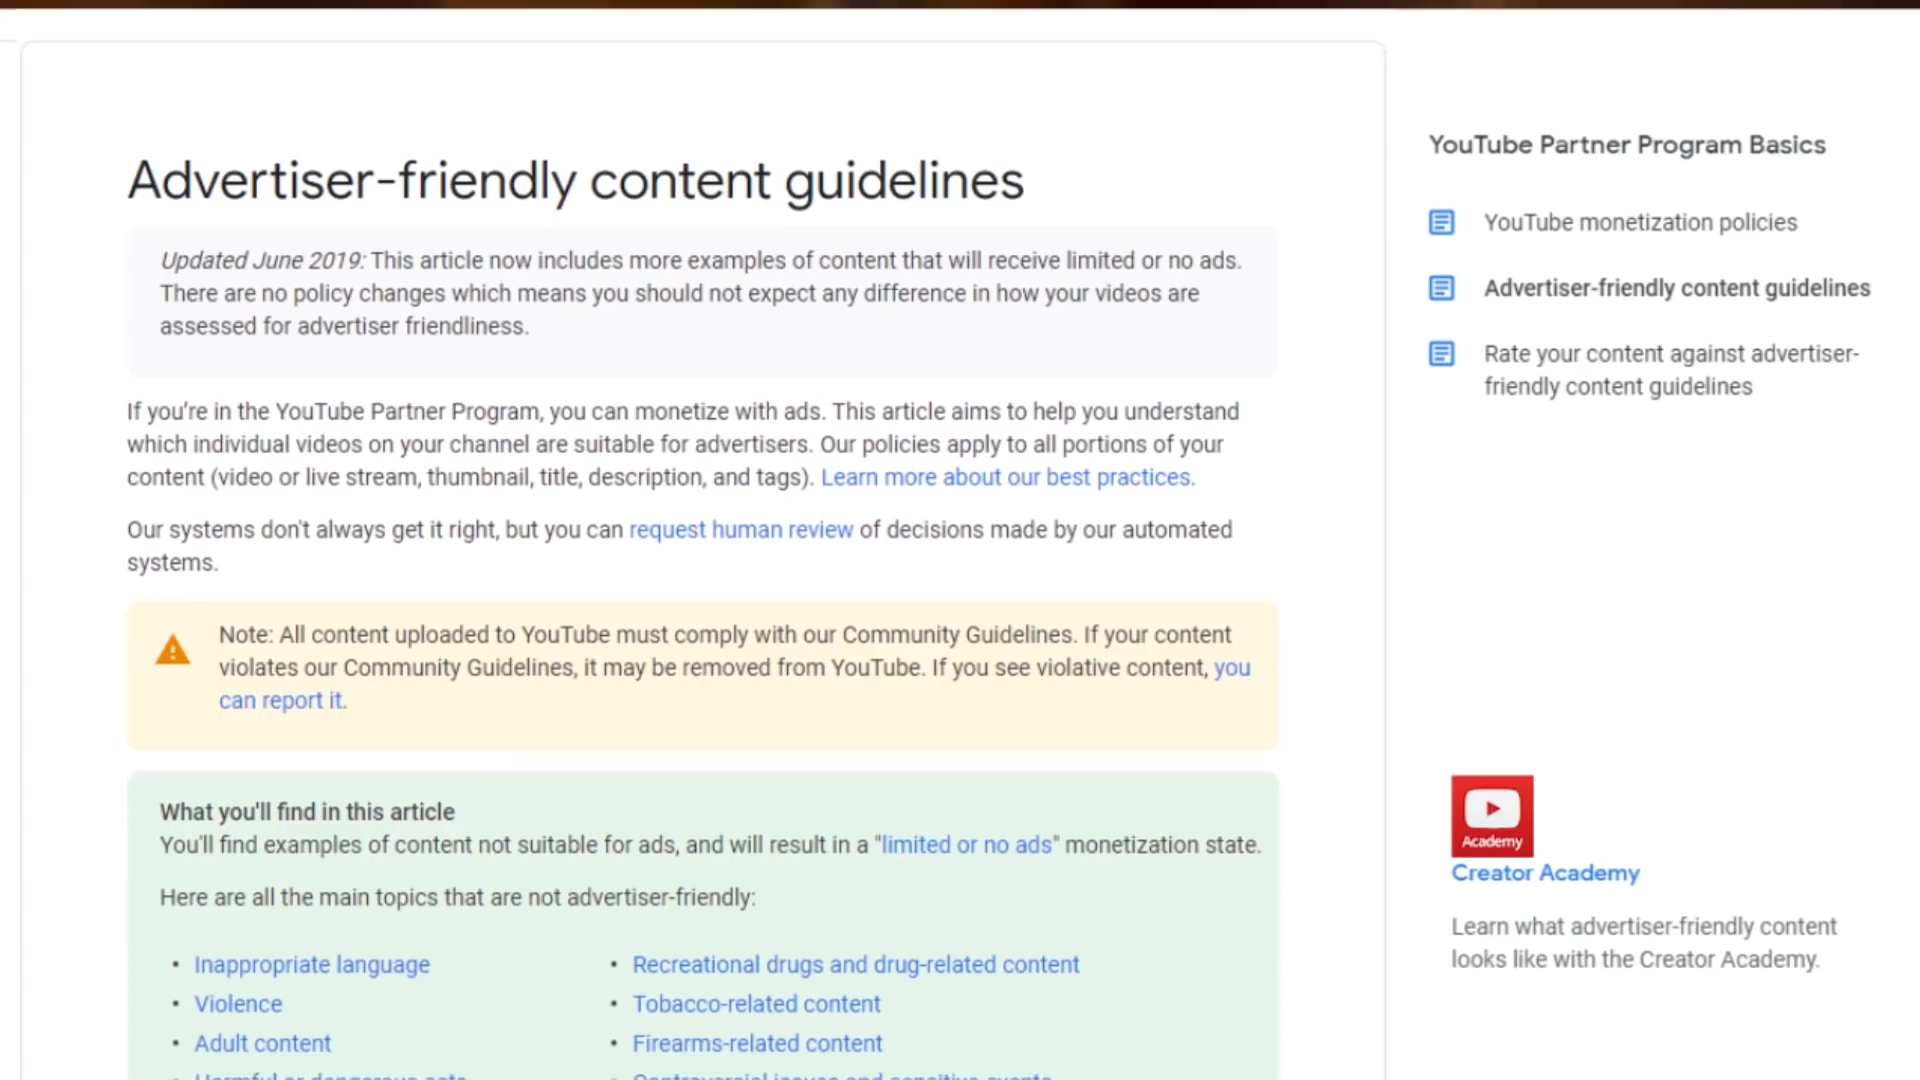 Advertiser-friendly content guidelines
Updated June 2019: This article now includes more examples of content that will receive limited or no ads.
There are no policy changes which means you should not expect any difference in how your videos are
assessed for advertiser friendliness.
If you’re in the YouTube Partner Program, you can monetize with ads. This article aims to help you understand
which individual videos on your channel are suitable for advertisers. Our policies apply to all portions of your
content (video or live stream, thumbnail, title, description, and tags). Learn more about our best practices.
Our systems don't always get it right, but you can request human review of decisions made by our automated
systems.
Note: All content uploaded to YouTube must comply with our Community Guidelines. If your content
violates our Community Guidelines, it may be removed from YouTube. If you see violative content, you
can report it.
What you'll find in this article
You'll find examples of content not suitable for ads, and will result in a "limited or no ads" monetization state.
Here are all the main topics that are not advertiser-friendly:
• Inappropriate language
• Violence
• Adult content
• Harmful or dangerous acts
• Recreational drugs and drug-related content
• Tobacco-related content
• Firearms-related content
• Controversial issues and sensitive events
YouTube Partner Program Basics
YouTube monetization policies
Advertiser-friendly content guidelines
Rate your content against advertiser-
friendly content guidelines
Academy
Creator Academy
Learn what advertiser-friendly content
looks like with the Creator Academy.